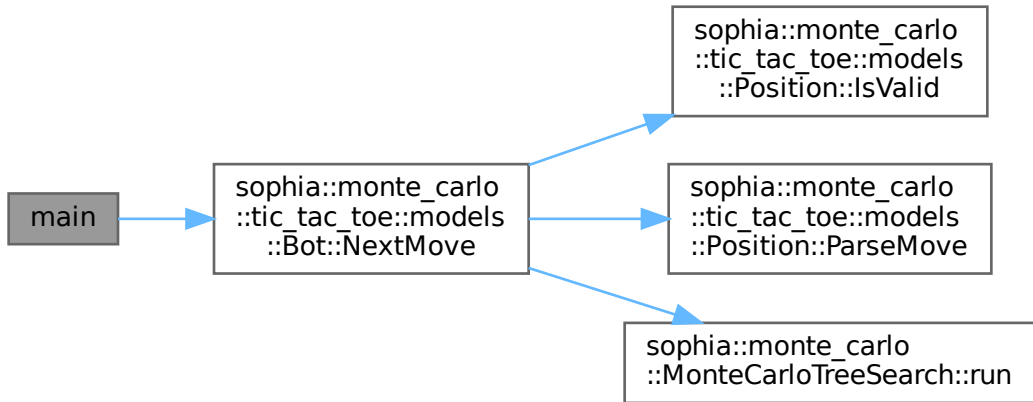 main
sophia::monte_carlo
::tic_tac_toe::models
::Bot::NextMove
sophia::monte_carlo
::tic_tac_toe::models
::Position::IsValid
sophia::monte_carlo
::tic_tac_toe::models
::Position::ParseMove
sophia::monte_carlo
::MonteCarloTreeSearch::run